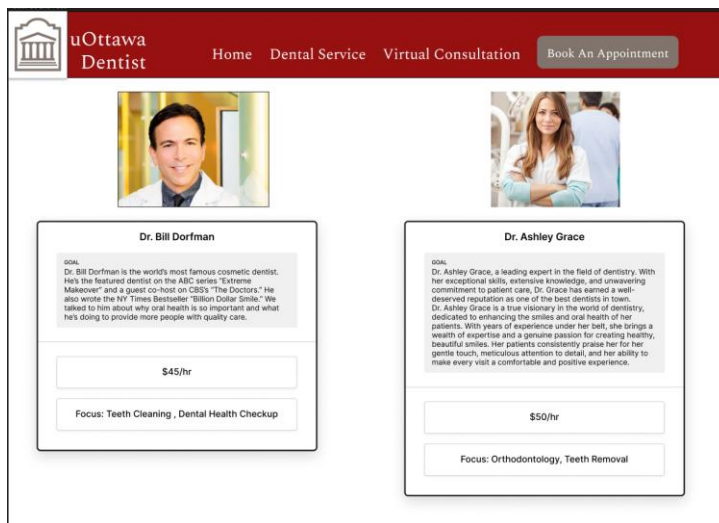 uOttawa
Dentist
Home
Dental Service
Virtual Consultation
Book An Appointment
Dr. Bill Dorfman
GOAL
Dr. Bill Dorfman is the world's most famous cosmetic dentist.
He's the featured dentist on the ABC series "Extreme
Makeover" and a guest co-host on CBS's "The Doctors." He
also wrote the NY Times Bestseller "Billion Dollar Smile." We
talked to him about why oral health is so important and what
he's doing to provide more people with quality care.
$45/hr
Focus: Teeth Cleaning , Dental Health Checkup
Dr. Ashley Grace
GOAL
Dr. Ashley Grace, a leading expert in the field of dentistry. With
her exceptional skills, extensive knowledge, and unwavering
commitment to patient care, Dr. Grace has earned a well-
deserved reputation as one of the best dentists in town.
Dr. Ashley Grace is a true visionary in the world of dentistry,
dedicated to enhancing the smiles and oral health of her
patients. With years of experience under her belt, she brings a
wealth of expertise and a genuine passion for creating healthy,
beautiful smiles. Her patients consistently praise her for her
gentle touch, meticulous attention to detail, and her ability to
make every visit a comfortable and positive experience.
$50/hr
Focus: Orthodontology, Teeth Removal